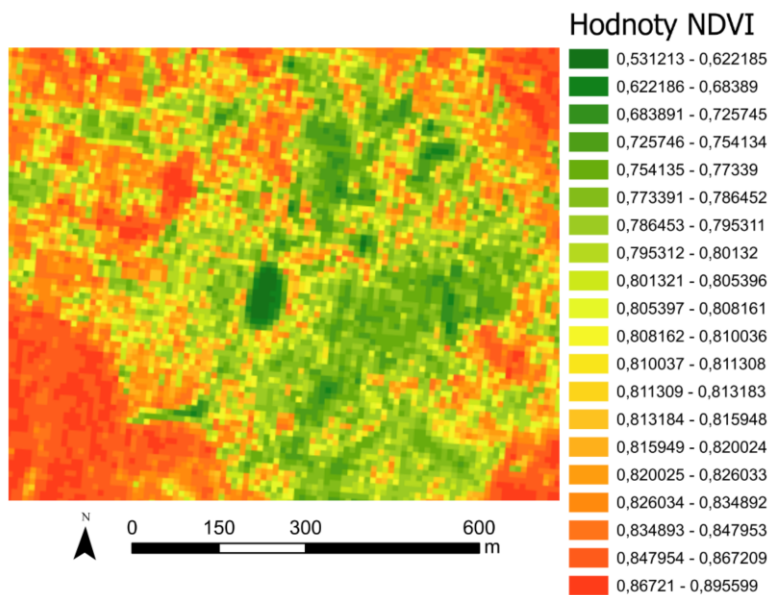 Hodnoty NDVI
0,531213 - 0,622185
0,622186 - 0,68389
0,683891 - 0,725745
0,725746 - 0,754134
0,754135 - 0,77339
0,773391 - 0,786452
0,786453 - 0,795311
0,795312 - 0,80132
0,801321 - 0,805396
0,805397 - 0,808161
0,808162 - 0,810036
0,810037 - 0,811308
0,811309 - 0,813183
0,813184 - 0,815948
0,815949 - 0,820024
0,820025 - 0,826033
0,826034 - 0,834892
0,834893 - 0,847953
0,847954 - 0,867209
0,86721 - 0,895599
N
0 150 300 600
m